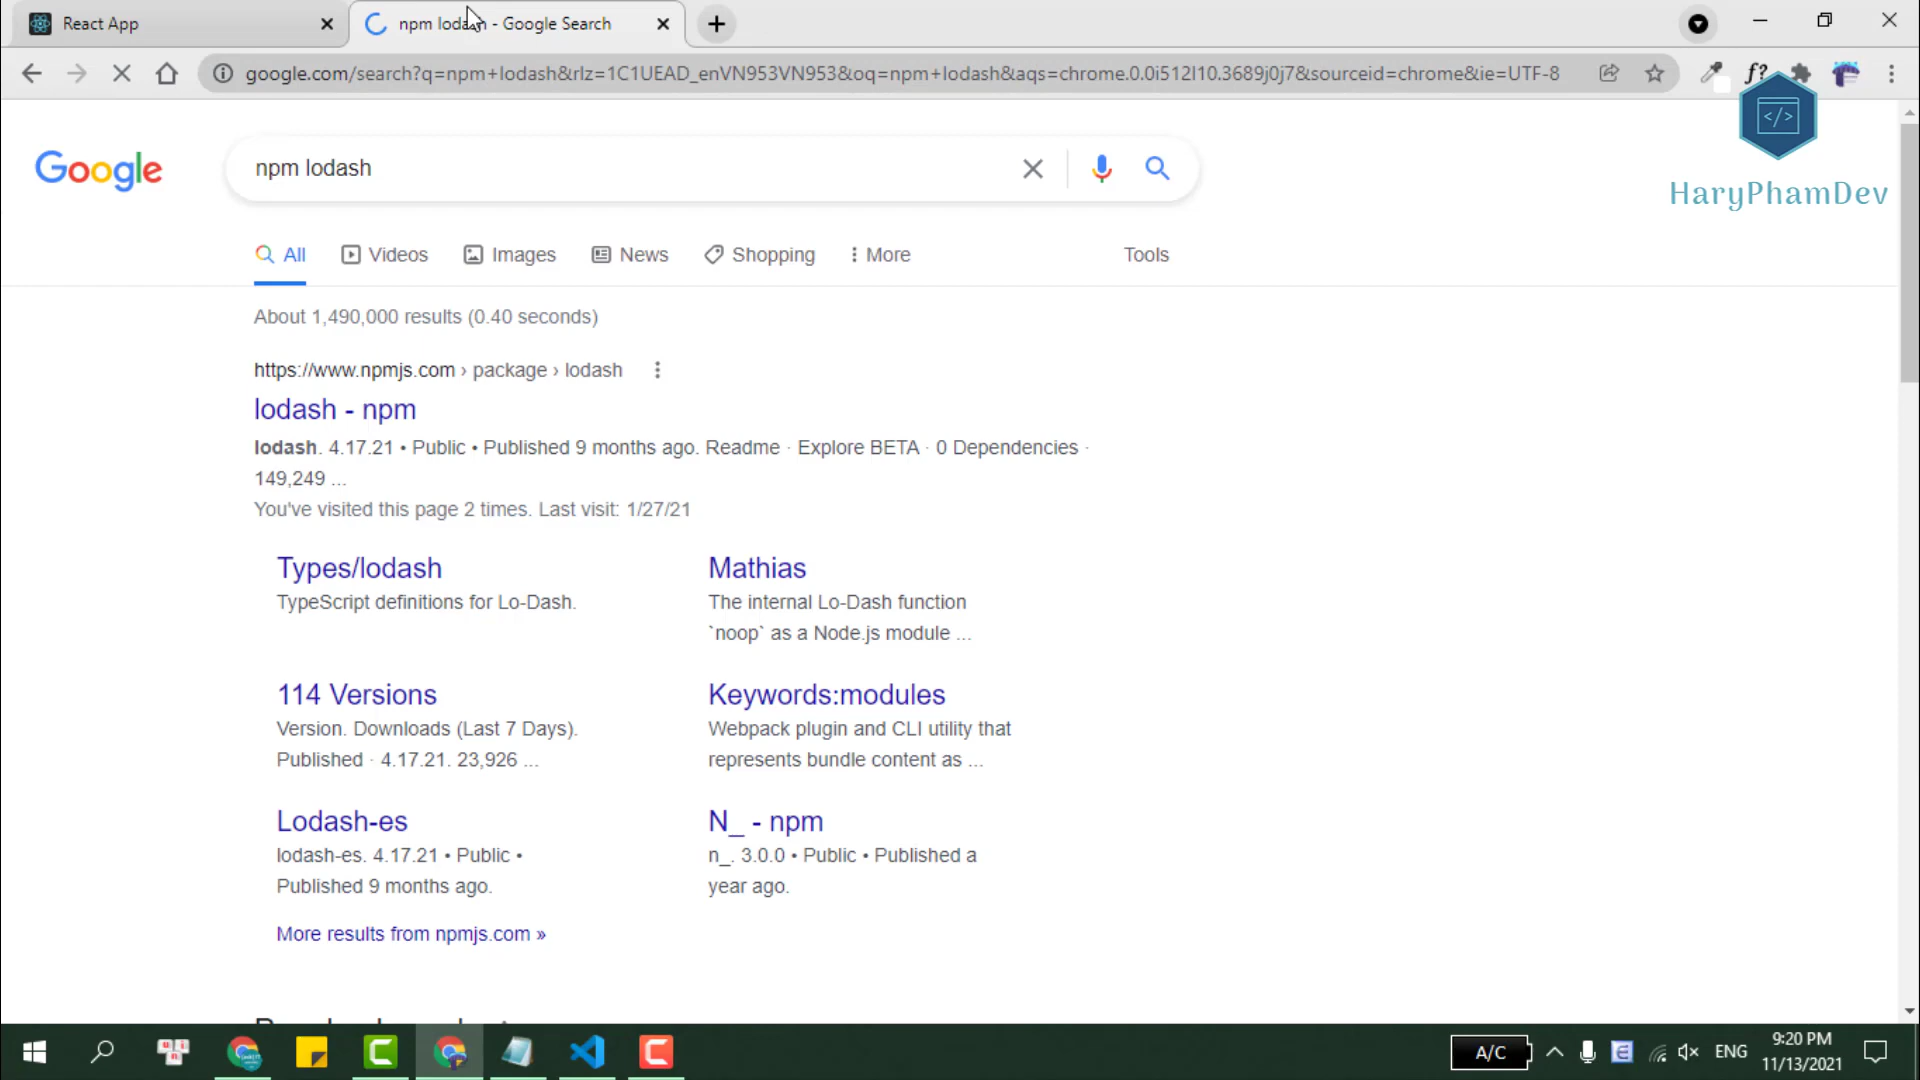 React App
npm lodash - Google Search
google.com/search?q=npm+lodash&rlz=1C1UEAD_enVN953VN953&oq=npm+lodash&aqs=chrome.0.0i512l10.3689j0j7&sourceid=chrome&ie=UTF-8
f?
</>
HaryPhamDev
Google
npm lodash
All
Videos
Images
News
Shopping
More
Tools
About 1,490,000 results (0.40 seconds)
https://www.npmjs.com › package › lodash
lodash - npm
lodash. 4.17.21 • Public • Published 9 months ago. Readme · Explore BETA · 0 Dependencies ·
149,249 ...
You've visited this page 2 times. Last visit: 1/27/21
Types/lodash
TypeScript definitions for Lo-Dash.
Mathias
The internal Lo-Dash function
`noop` as a Node.js module ...
114 Versions
Version. Downloads (Last 7 Days).
Published · 4.17.21. 23,926 ...
Keywords:modules
Webpack plugin and CLI utility that
represents bundle content as ...
Lodash-es
lodash-es. 4.17.21 • Public •
Published 9 months ago.
N_ - npm
n_. 3.0.0 • Public • Published a
year ago.
More results from npmjs.com »
A/C
ENG
9:20 PM
11/13/2021